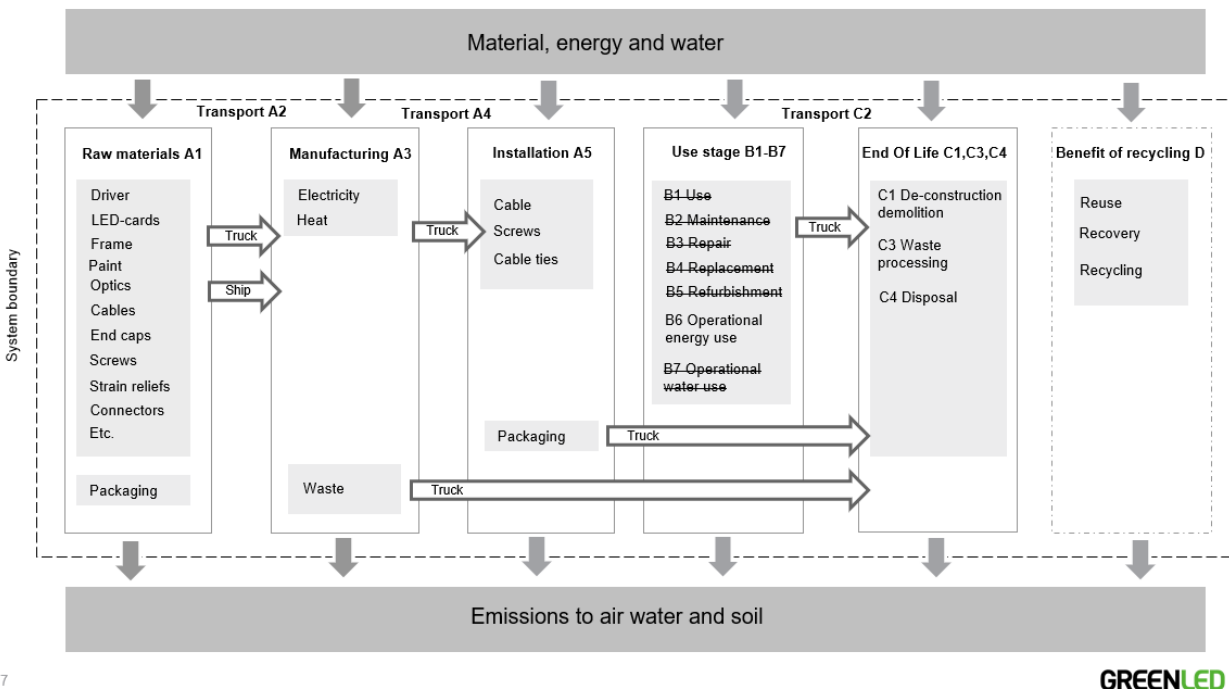 Material, energy and water
Transport A2
Transport A4
Transport C2
System boundary
Raw materials A1
Driver
LED-cards
Frame
Paint
Optics
Cables
End caps
Screws
Strain reliefs
Connectors
Etc.
Packaging
Truck
Ship
Manufacturing A3
Electricity
Heat
Waste
Truck
Truck
Installation A5
Cable
Screws
Cable ties
Packaging
Truck
Use stage B1-B7
B1 Use
B2 Maintenance
B3 Repair
B4 Replacement
B5 Refurbishment
B6 Operational
energy use
B7 Operational
water use
Truck
End Of Life C1,C3,C4
C1 De-construction
demolition
C3 Waste
processing
C4 Disposal
Benefit of recycling D
Reuse
Recovery
Recycling
Emissions to air water and soil
7
GREENLED